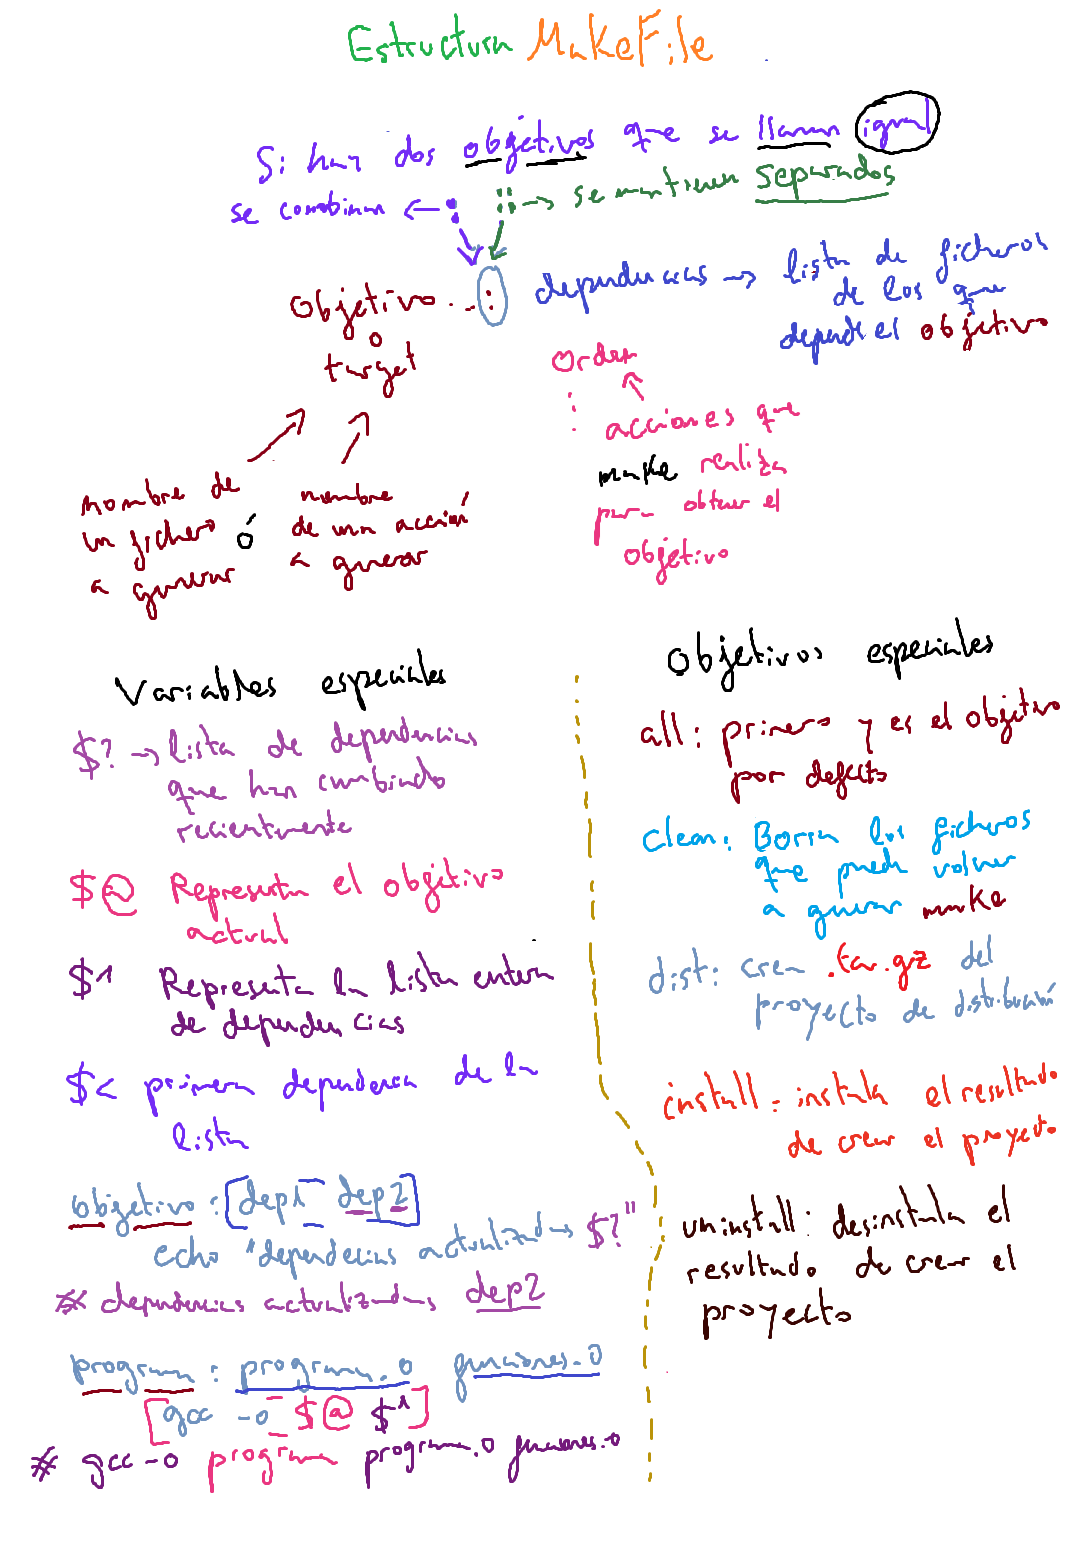 Estructura MakeFile
Si hay dos objetivos que se llaman igual
se combinan ← :
:: → se mantienen separados
objetivo .. :
o
target
dependencias → lista de ficheros
de los que
depende el objetivo
orden
acciones que
make realiza
para obtener el
objetivo
nombre de
un fichero ó
a generar
nombre
de una acción
a generar
Variables especiales
$? → lista de dependencias
que han cambiado
recientemente
$@ Representa el objetivo
actual
$^ Representa la lista entera
de dependencias
$< primera dependencia de la
lista
objetivo : dep1 dep2
echo "dependecias actualizad → $?"
# dependencias actualizadas dep2
programa : programa.o funciones.o
gcc -o $@ $^
# gcc -o programa programa.o funciones.o
Objetivos especiales
all: primero y es el objetivo
por defecto
clean: Borra los ficheros
que puede volver
a generar make
dist: crea .tar.gz del
proyecto de distribución
install: instala el resultado
de crear el proyecto
uninstall: desinstala el
resultado de crear el
proyecto